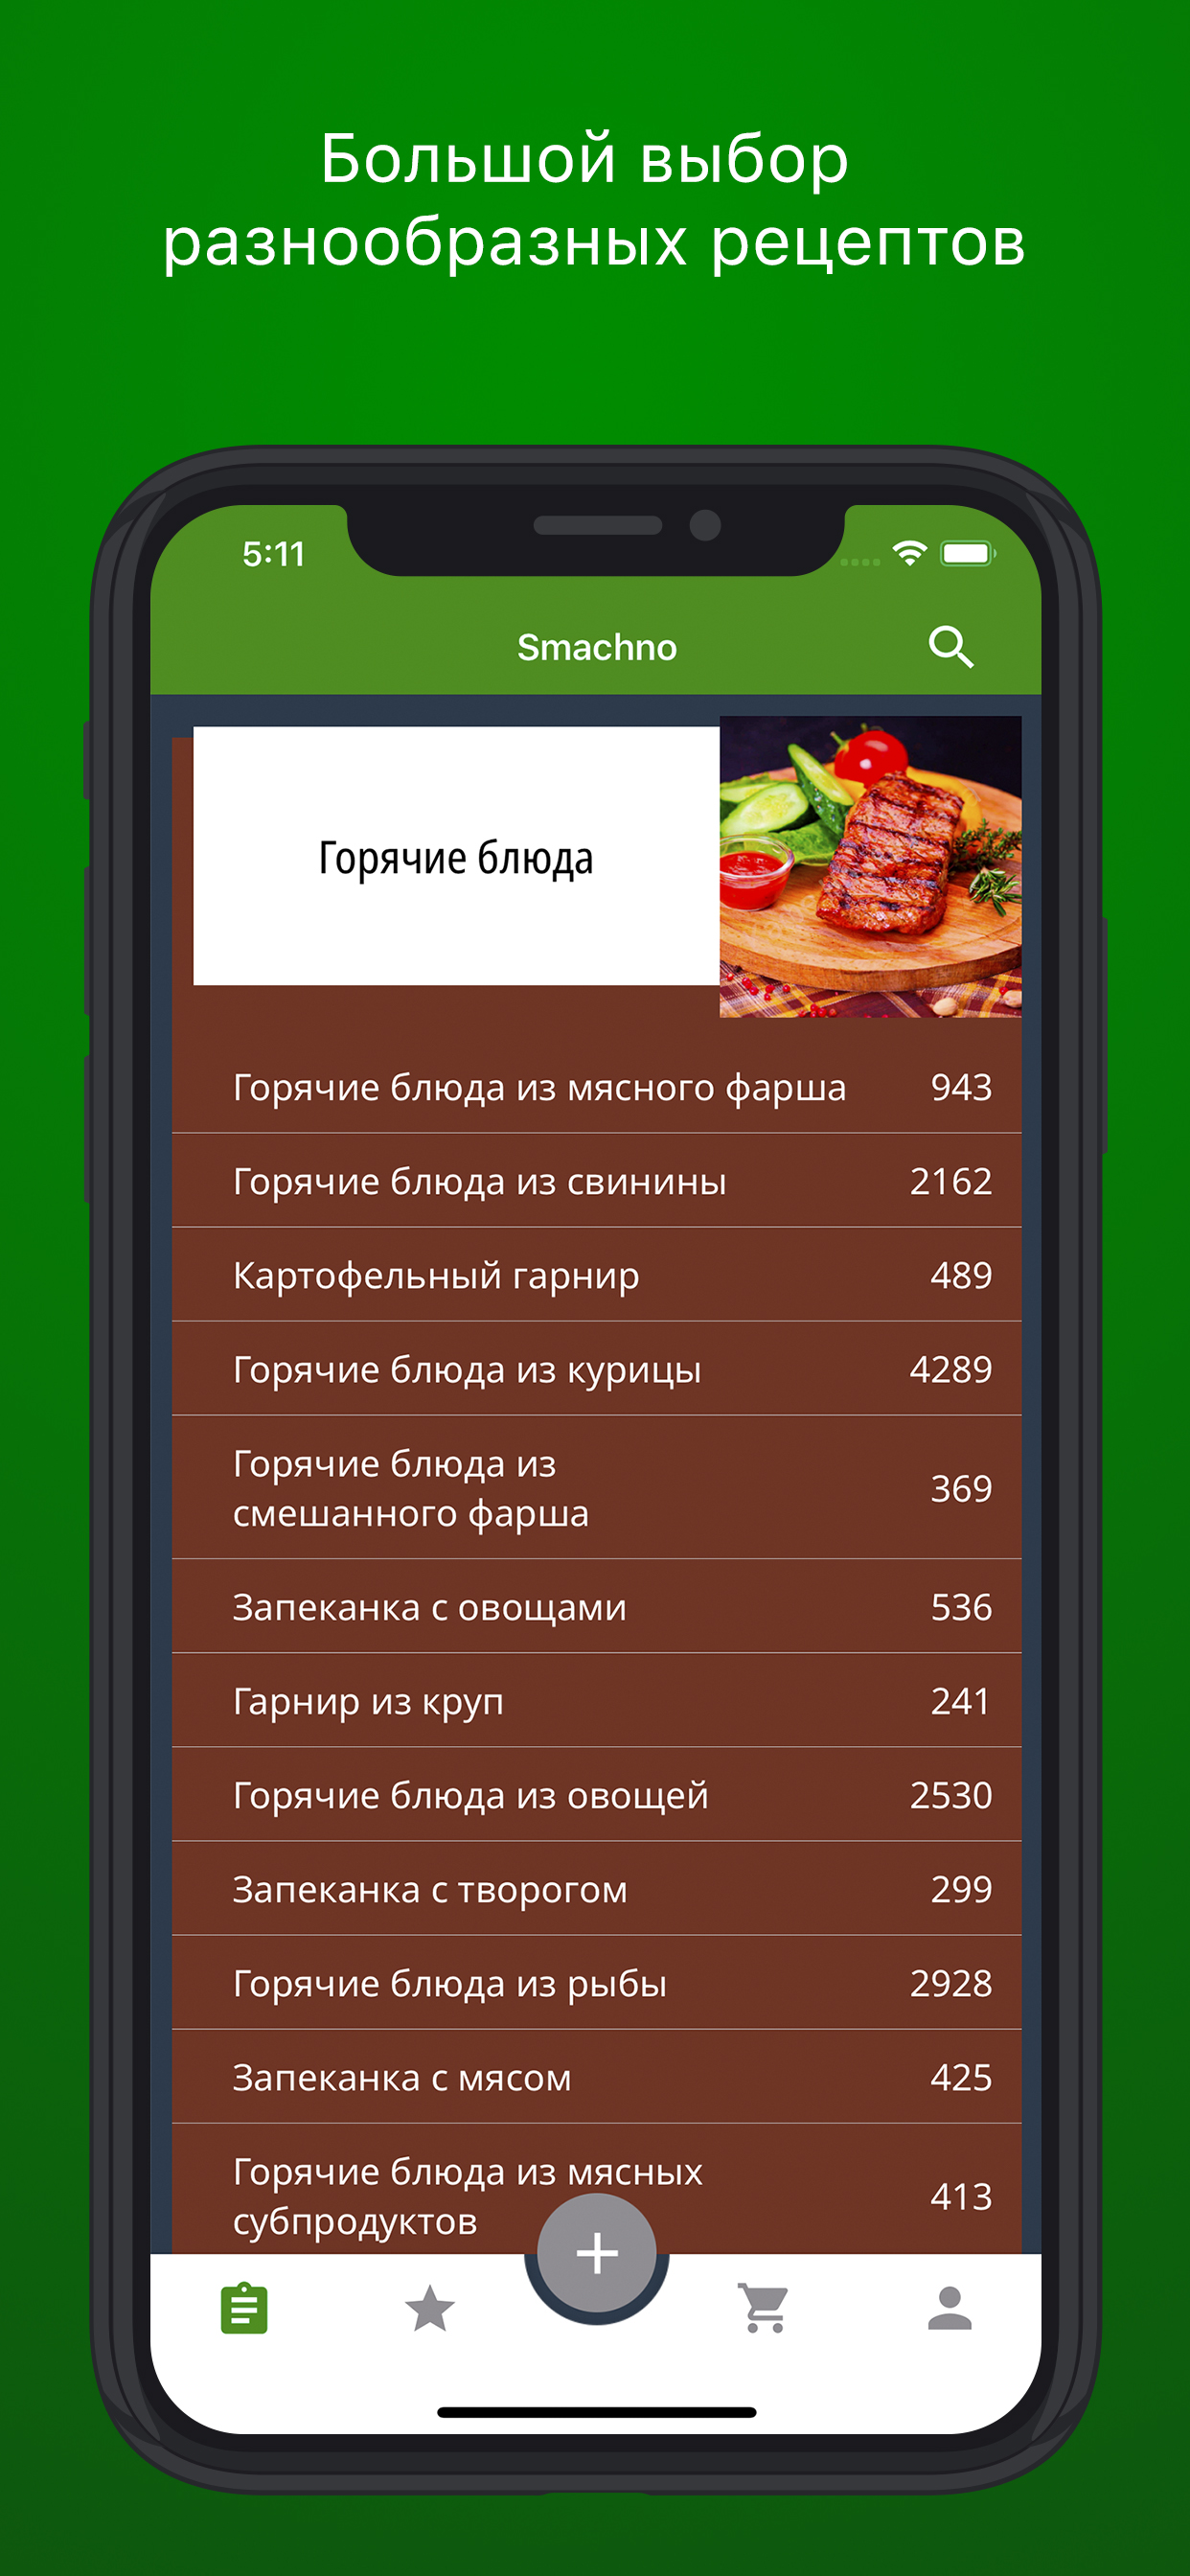 Большой выбор
разнообразных рецептов
5:11
Smachno
Горячие блюда
Горячие блюда из мясного фарша 943
Горячие блюда из свинины 2162
Картофельный гарнир 489
Горячие блюда из курицы 4289
Горячие блюда из
смешанного фарша 369
Запеканка с овощами 536
Гарнир из круп 241
Горячие блюда из овощей 2530
Запеканка с творогом 299
Горячие блюда из рыбы 2928
Запеканка с мясом 425
Горячие блюда из мясных
субпродуктов 413